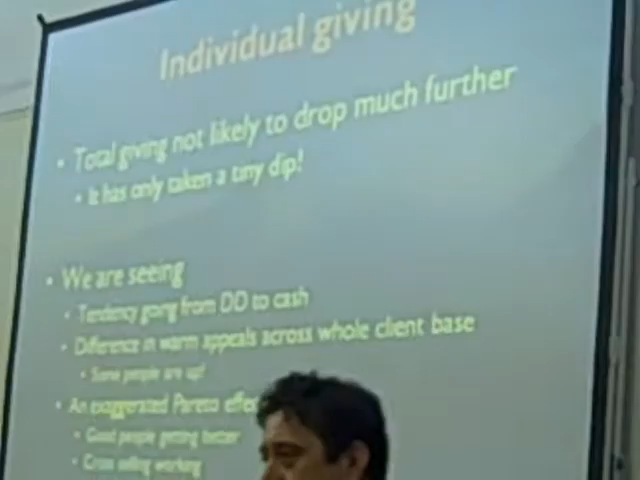 Individual giving
• Total giving not likely to drop much further
• It has only taken a tiny dip!
• We are seeing
• Tendency going from DD to cash
• Difference in warm appeals across whole client base
• Some people are up!
• An exaggerated Pareto effec
• Good people getting better
• Cross selling working